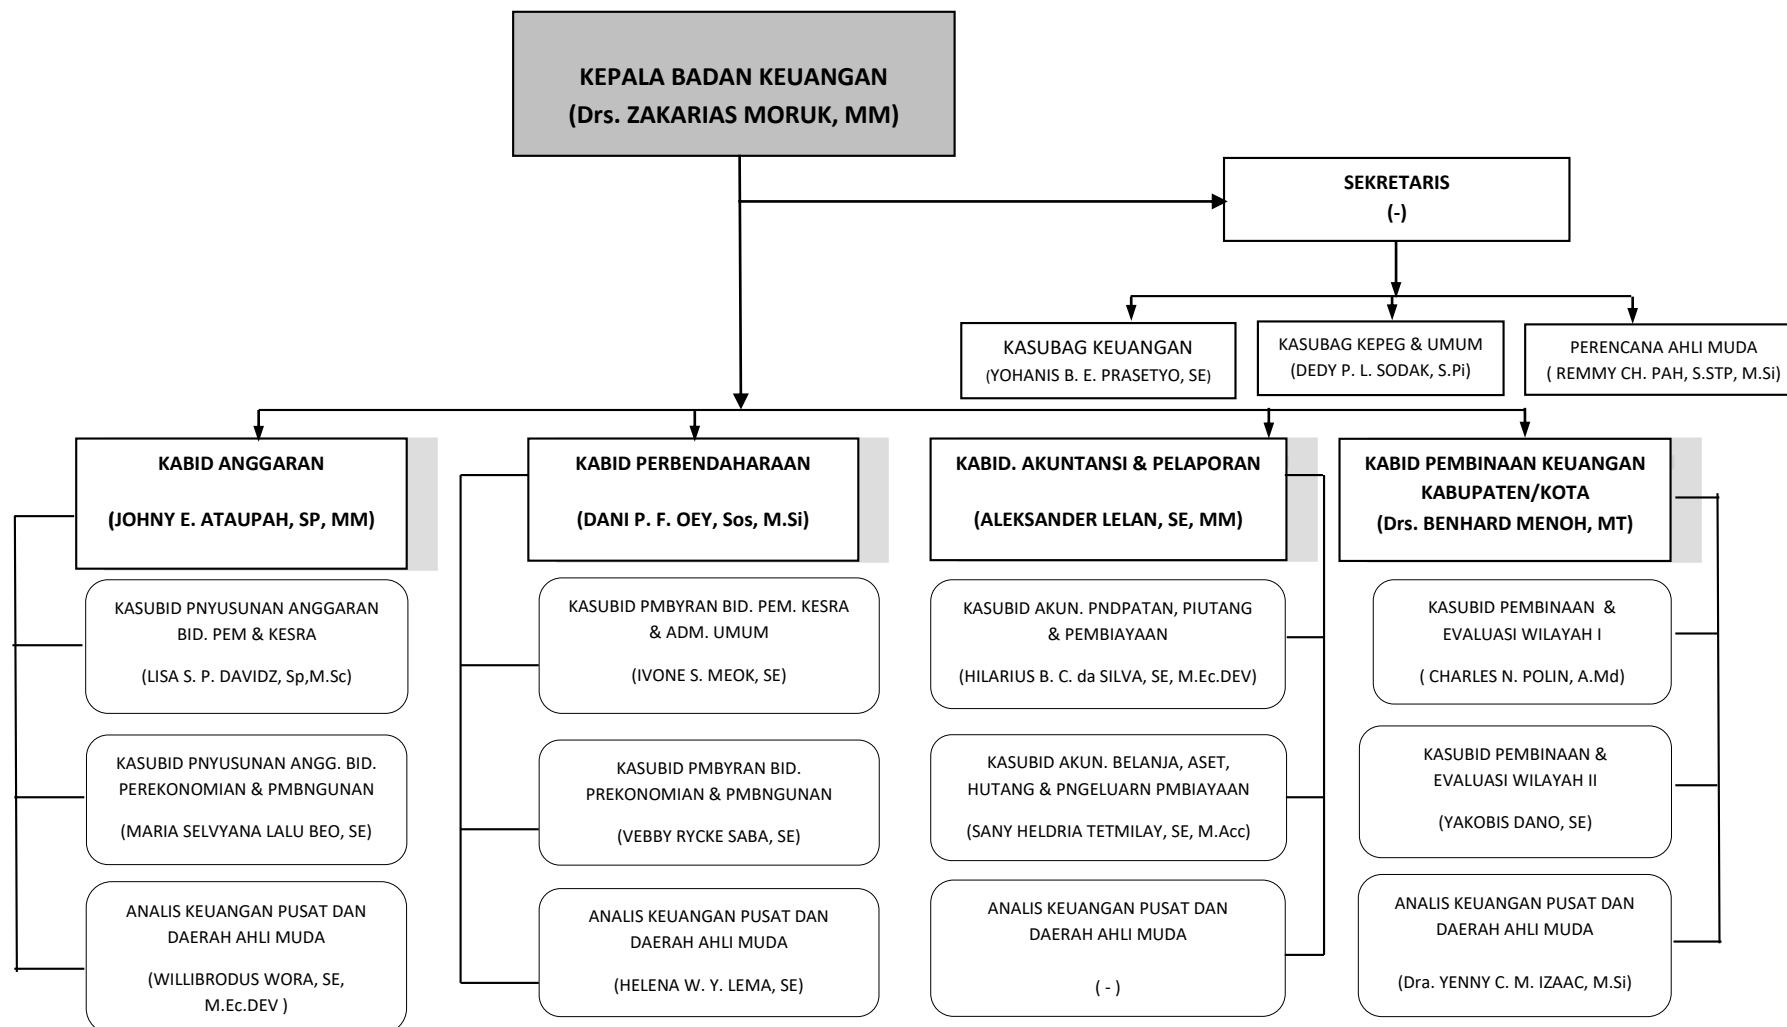 KEPALA BADAN KEUANGAN
(Drs. ZAKARIAS MORUK, MM)
SEKRETARIS
(-)
KASUBAG KEUANGAN
(YOHANIS B. E. PRASETYO, SE)
KASUBAG KEPEG & UMUM
(DEDY P. L. SODAK, S.Pi)
PERENCANA AHLI MUDA
( REMMY CH. PAH, S.STP, M.Si)
KABID ANGGARAN
(JOHNY E. ATAUPAH, SP, MM)
KASUBID PNYUSUNAN ANGGARAN
BID. PEM & KESRA
(LISA S. P. DAVIDZ, Sp,M.Sc)
KASUBID PNYUSUNAN ANGG. BID.
PEREKONOMIAN & PMBNGUNAN
(MARIA SELVYANA LALU BEO, SE)
ANALIS KEUANGAN PUSAT DAN
DAERAH AHLI MUDA
(WILLIBRODUS WORA, SE,
M.Ec.DEV )
KABID PERBENDAHARAAN
(DANI P. F. OEY, Sos, M.Si)
KASUBID PMBYRAN BID. PEM. KESRA
& ADM. UMUM
(IVONE S. MEOK, SE)
KASUBID PMBYRAN BID.
PREKONOMIAN & PMBNGUNAN
(VEBBY RYCKE SABA, SE)
ANALIS KEUANGAN PUSAT DAN
DAERAH AHLI MUDA
(HELENA W. Y. LEMA, SE)
KABID. AKUNTANSI & PELAPORAN
(ALEKSANDER LELAN, SE, MM)
KASUBID AKUN. PNDPATAN, PIUTANG
& PEMBIAYAAN
(HILARIUS B. C. da SILVA, SE, M.Ec.DEV)
KASUBID AKUN. BELANJA, ASET,
HUTANG & PNGELUARN PMBIAYAAN
(SANY HELDRIA TETMILAY, SE, M.Acc)
ANALIS KEUANGAN PUSAT DAN
DAERAH AHLI MUDA
( - )
KABID PEMBINAAN KEUANGAN
KABUPATEN/KOTA
(Drs. BENHARD MENOH, MT)
KASUBID PEMBINAAN &
EVALUASI WILAYAH I
( CHARLES N. POLIN, A.Md)
KASUBID PEMBINAAN &
EVALUASI WILAYAH II
(YAKOBIS DANO, SE)
ANALIS KEUANGAN PUSAT DAN
DAERAH AHLI MUDA
(Dra. YENNY C. M. IZAAC, M.Si)